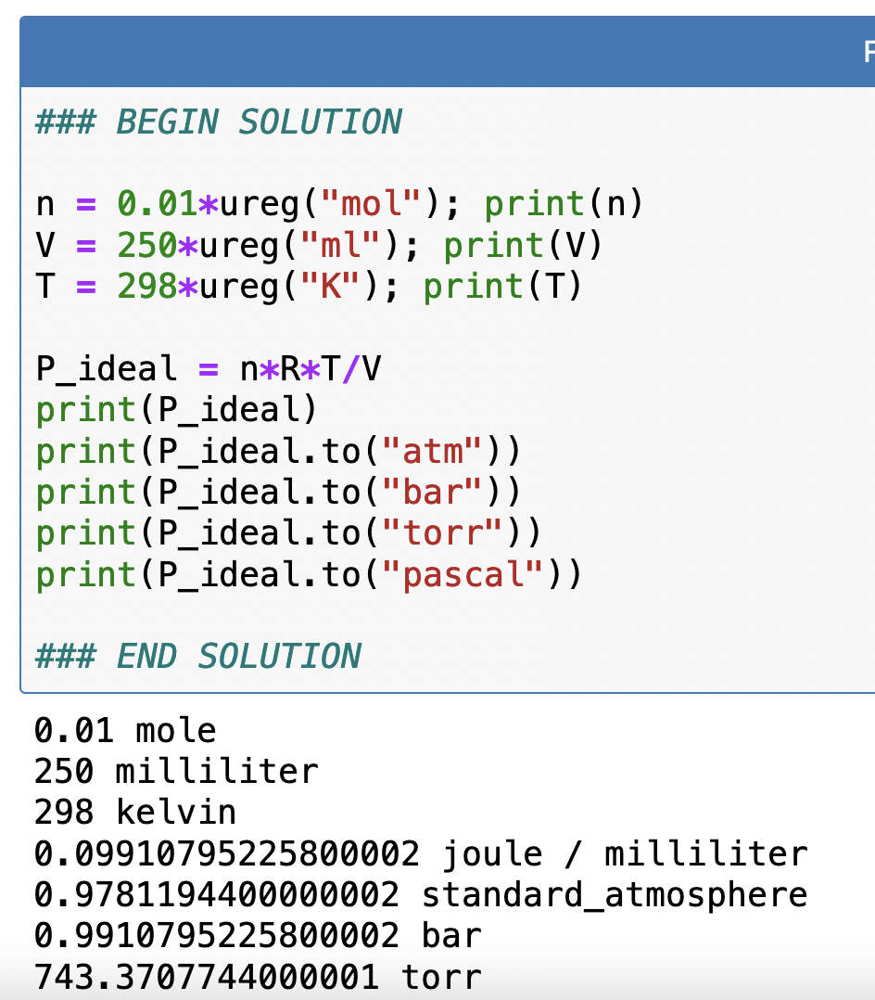 ### BEGIN SOLUTION
n = 0.01*ureg("mol"); print(n)
V = 250*ureg("ml"); print(V)
T = 298*ureg("K"); print(T)
P_ideal = n*R*T/V
print(P_ideal)
print(P_ideal.to("atm"))
print(P_ideal.to("bar"))
print(P_ideal.to("torr"))
print(P_ideal.to("pascal"))
### END SOLUTION
0.01 mole
250 milliliter
298 kelvin
0.09910795225800002 joule / milliliter
0.9781194400000002 standard_atmosphere
0.9910795225800002 bar
743.3707744000001 torr